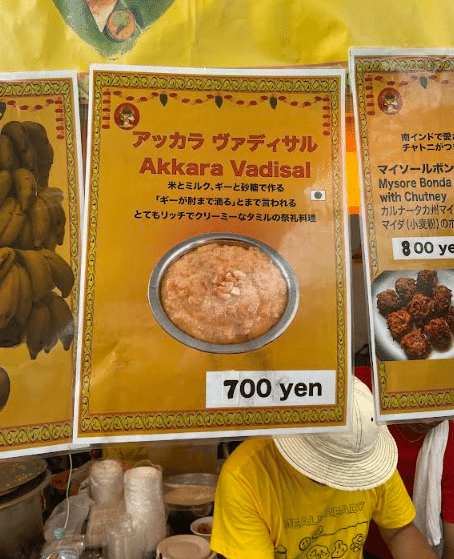 アッカラ ヴァディサル
Akkara Vadisal
米とミルク、ギーと砂糖で作る
「ギーが肘まで滴る」とまで言われる
とてもリッチでクリーミーなタミルの祭礼料理
700 yen
南インドで愛さ
チャトニがつ
マイソールボン
Mysore Bonda
with Chutney
カルナータカ州マイ
マイダ(小麦粉)の
800 ye
MEALS READY